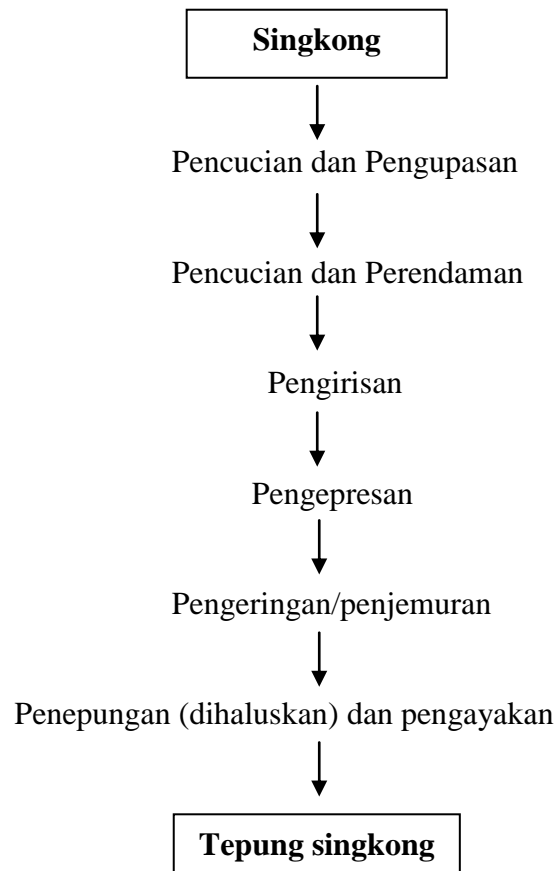 Singkong
Pencucian dan Pengupasan
Pencucian dan Perendaman
Pengirisan
Pengepresan
Pengeringan/penjemuran
Penepungan (dihaluskan) dan pengayakan
Tepung singkong